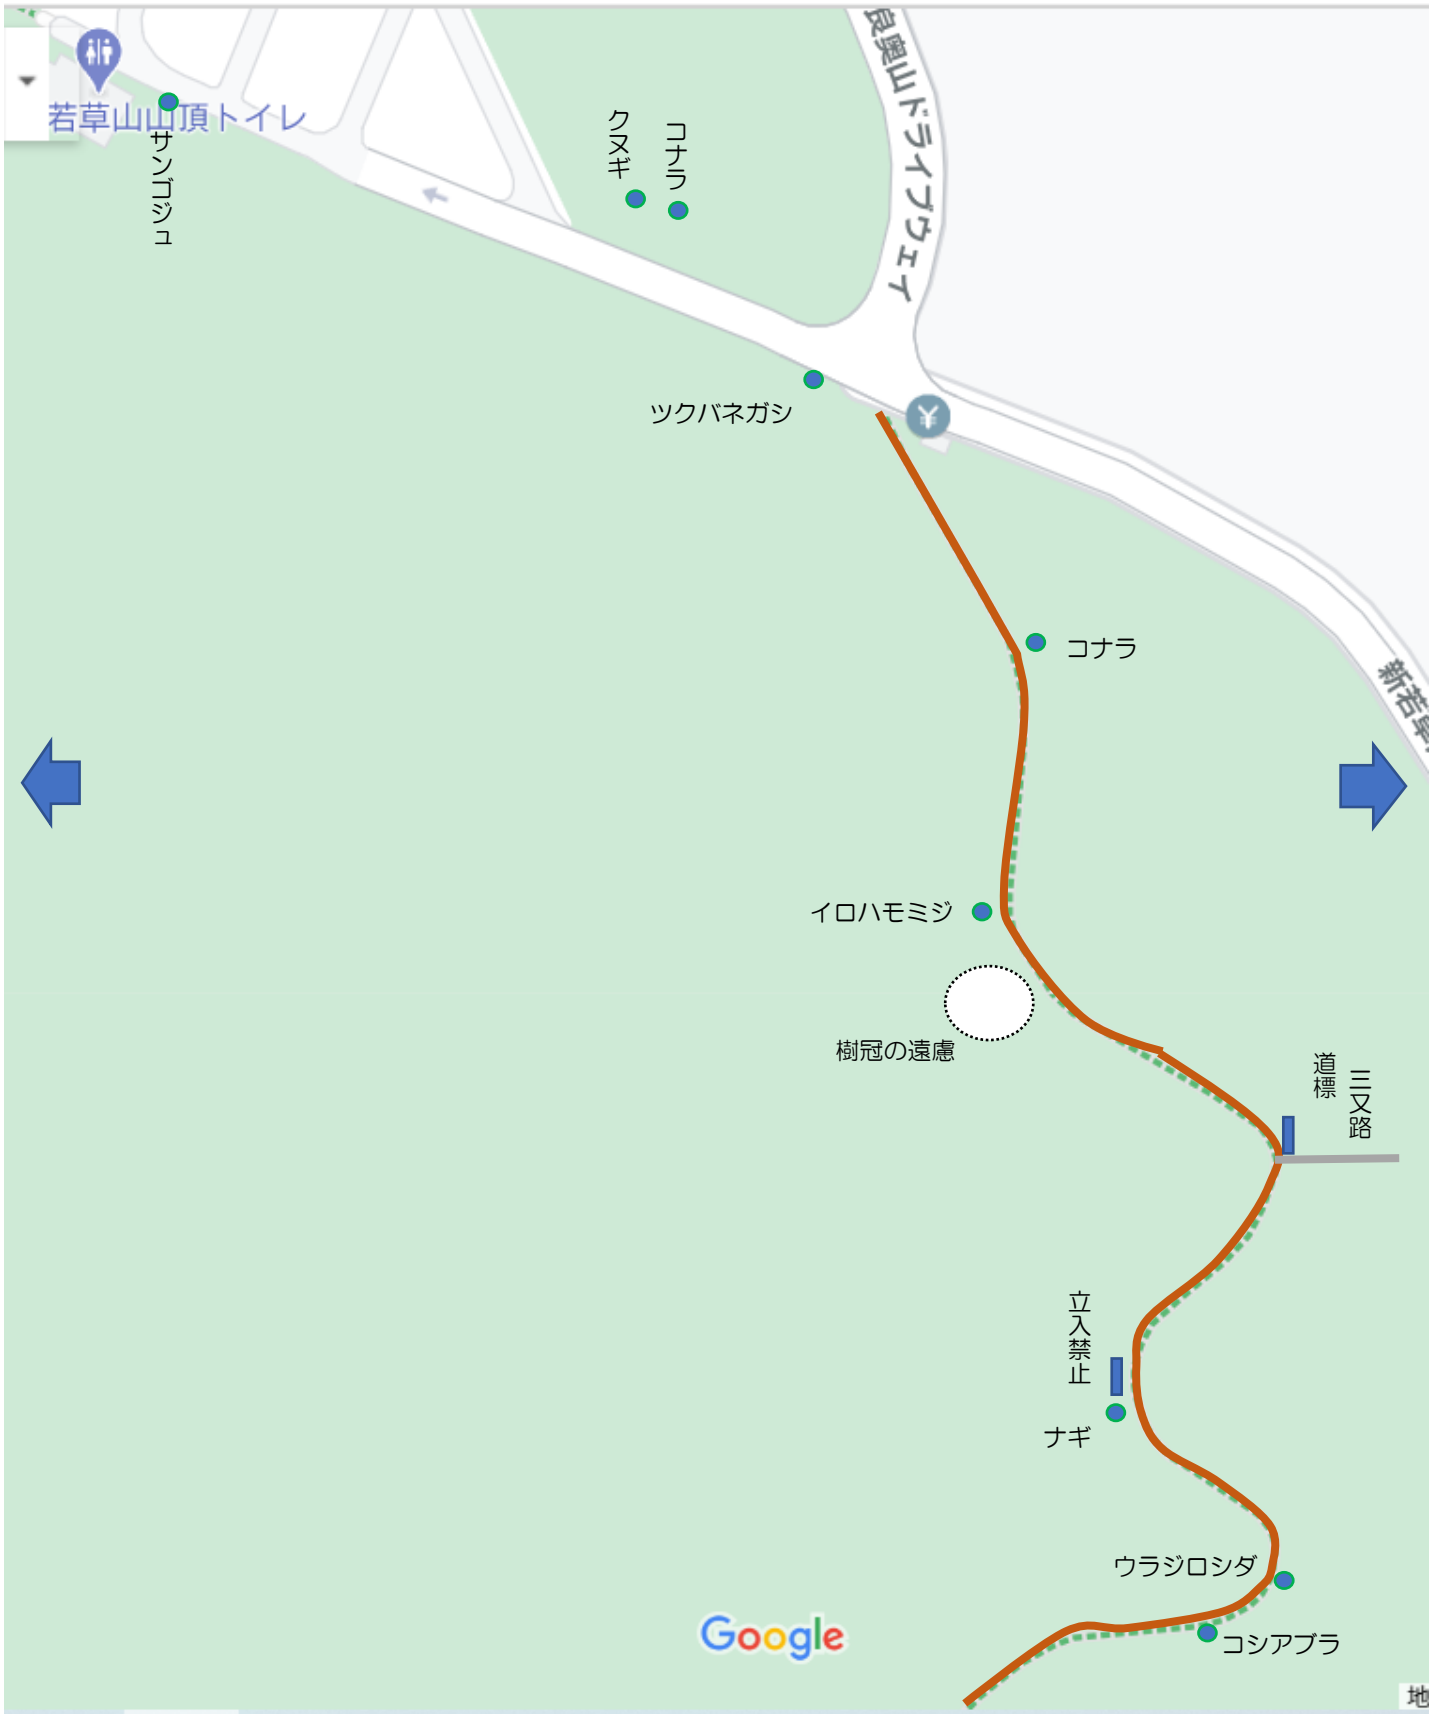 良奥山ドライブウェイ
若草山山頂トイレ
サンゴジュ
クヌギ
コナラ
ツクバネガシ
¥
コナラ
新若草
イロハモミジ
樹冠の遠慮
道標
三又路
立入禁止
ナギ
ウラジロシダ
コシアブラ
Google
地